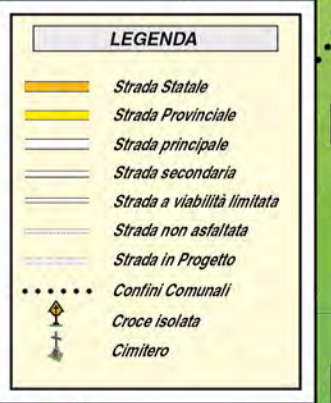 LEGENDA
Strada Statale
Strada Provinciale
Strada principale
Strada secondaria
Strada a viabilità limitata
Strada non asfaltata
Strada in Progetto
Confini Comunali
Croce isolata
Cimitero